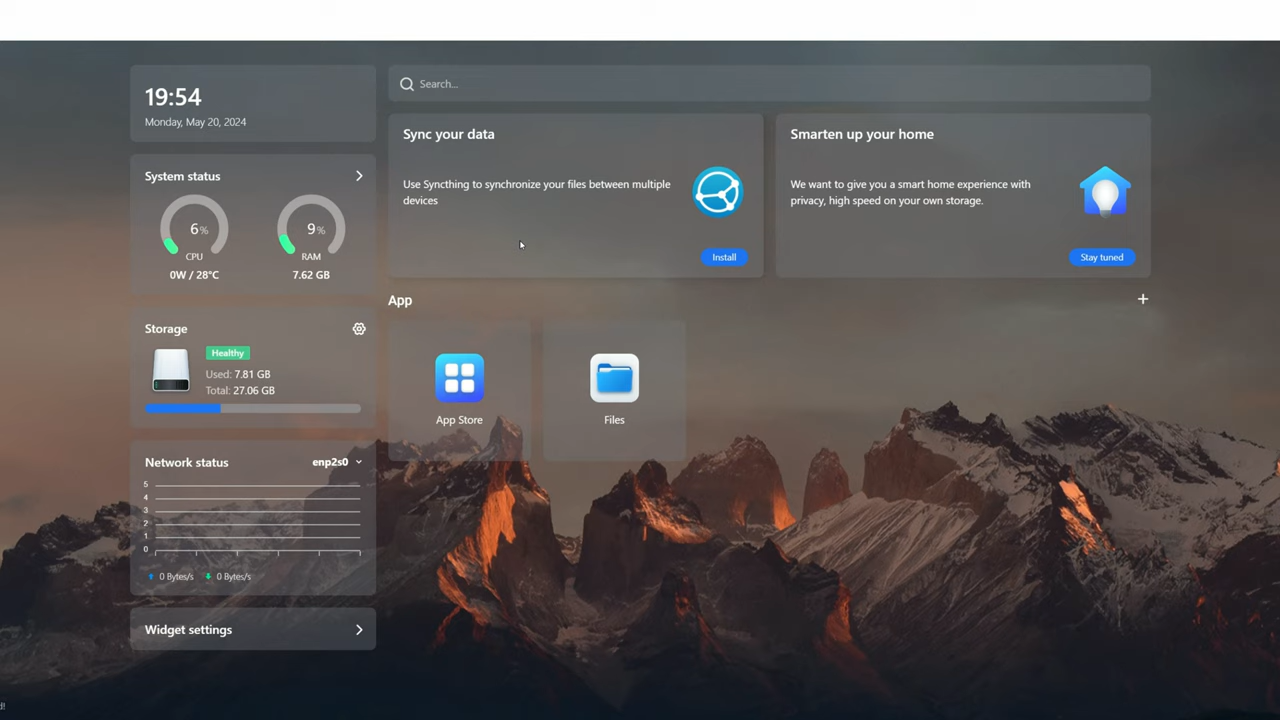 19:54
Monday, May 20, 2024
System status
6%
CPU
0W / 28°C
9%
RAM
7.62 GB
Storage
Healthy
Used: 7.81 GB
Total: 27.06 GB
Network status
enp2s0
5
4
3
2
1
0
0 Bytes/s
0 Bytes/s
Widget settings
Search...
Sync your data
Use Syncthing to synchronize your files between multiple
devices
Install
Smarten up your home
We want to give you a smart home experience with
privacy, high speed on your own storage.
Stay tuned
App
App Store
Files